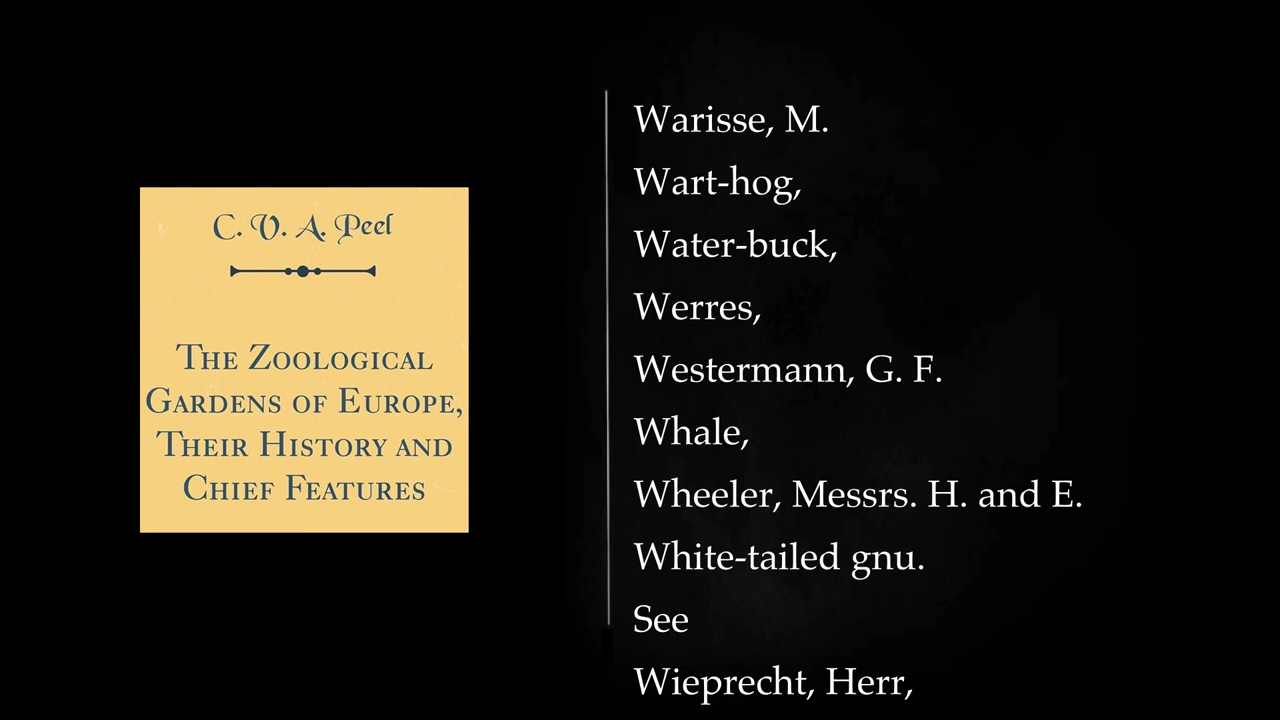 C. V. A. Peel
The Zoological
Gardens of Europe,
Their History and
Chief Features
Warisse, M.
Wart-hog,
Water-buck,
Werres,
Westermann, G. F.
Whale,
Wheeler, Messrs. H. and E.
White-tailed gnu.
See
Wieprecht, Herr,